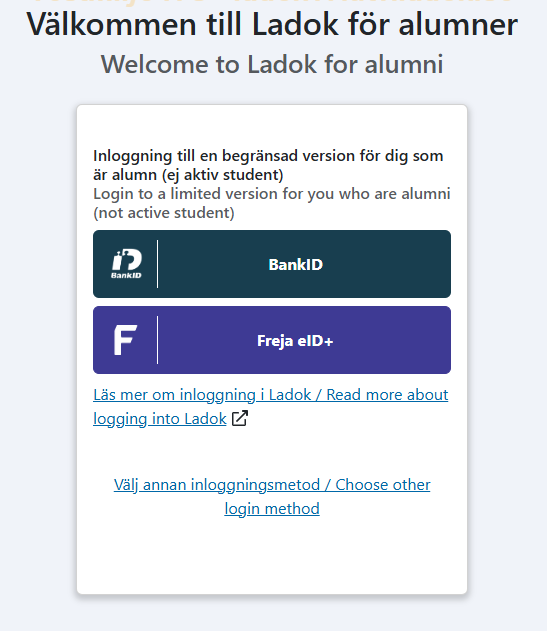 Välkommen till Ladok för alumner
Welcome to Ladok for alumni
Inloggning till en begränsad version för dig som
är alumn (ej aktiv student)
Login to a limited version for you who are alumni
(not active student)
BankID
BankID
F
Freja eID+
Läs mer om inloggning i Ladok / Read more about
logging into Ladok
Välj annan inloggningsmetod / Choose other
login method